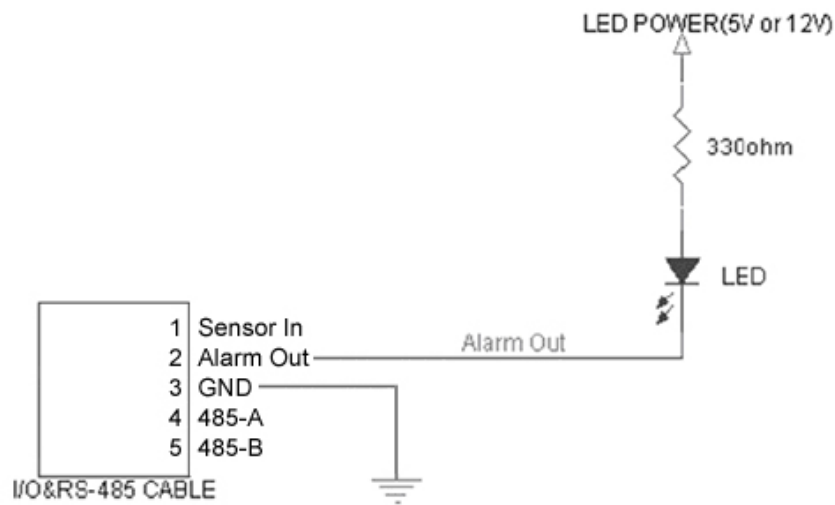 LED POWER(5V or 12V)
330ohm
LED
1 Sensor In
2 Alarm Out
Alarm Out
3 GND
4 485-A
5 485-B
I/O&RS-485 CABLE